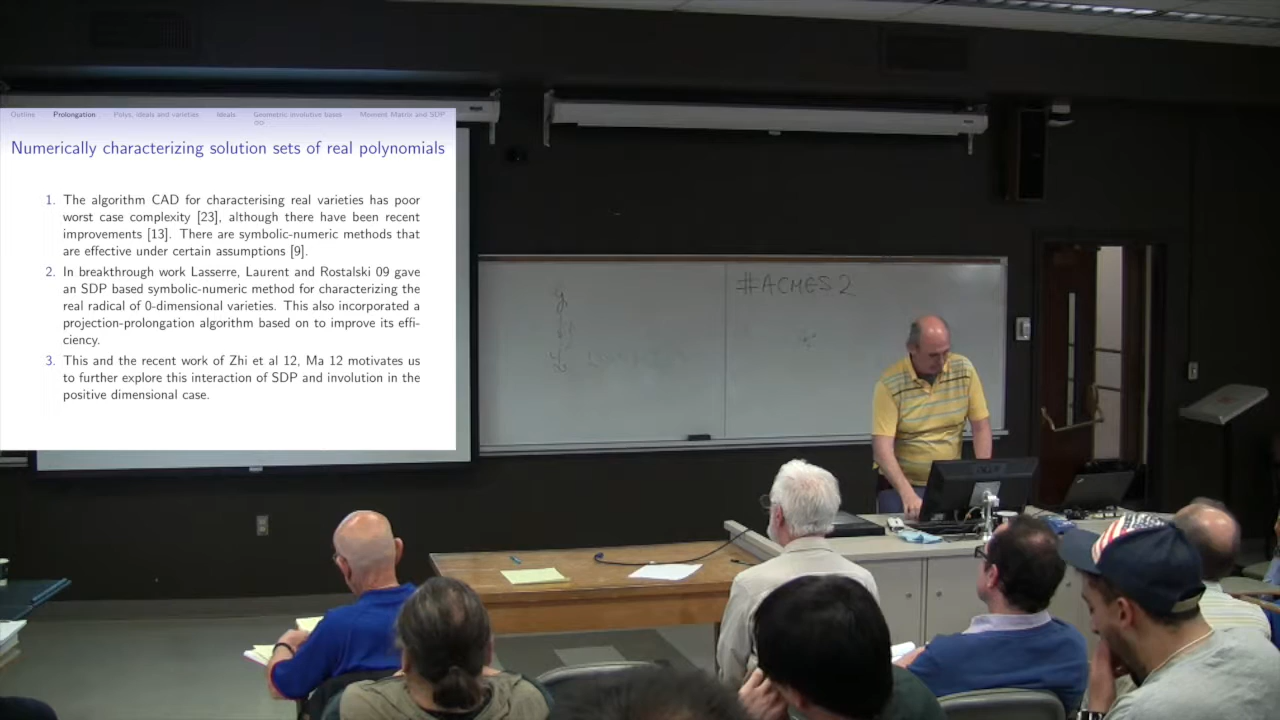 Outline Prolongation Polys, ideals and varieties Ideals Geometric involutive bases Moment Matrix and SDP
Numerically characterizing solution sets of real polynomials
1. The algorithm CAD for characterising real varieties has poor
worst case complexity [23], although there have been recent
improvements [13]. There are symbolic-numeric methods that
are effective under certain assumptions [9].
2. In breakthrough work Lasserre, Laurent and Rostalski 09 gave
an SDP based symbolic-numeric method for characterizing the
real radical of 0-dimensional varieties. This also incorporated a
projection-prolongation algorithm based on to improve its effi-
ciency.
3. This and the recent work of Zhi et al 12, Ma 12 motivates us
to further explore this interaction of SDP and involution in the
positive dimensional case.
#ACMES 2